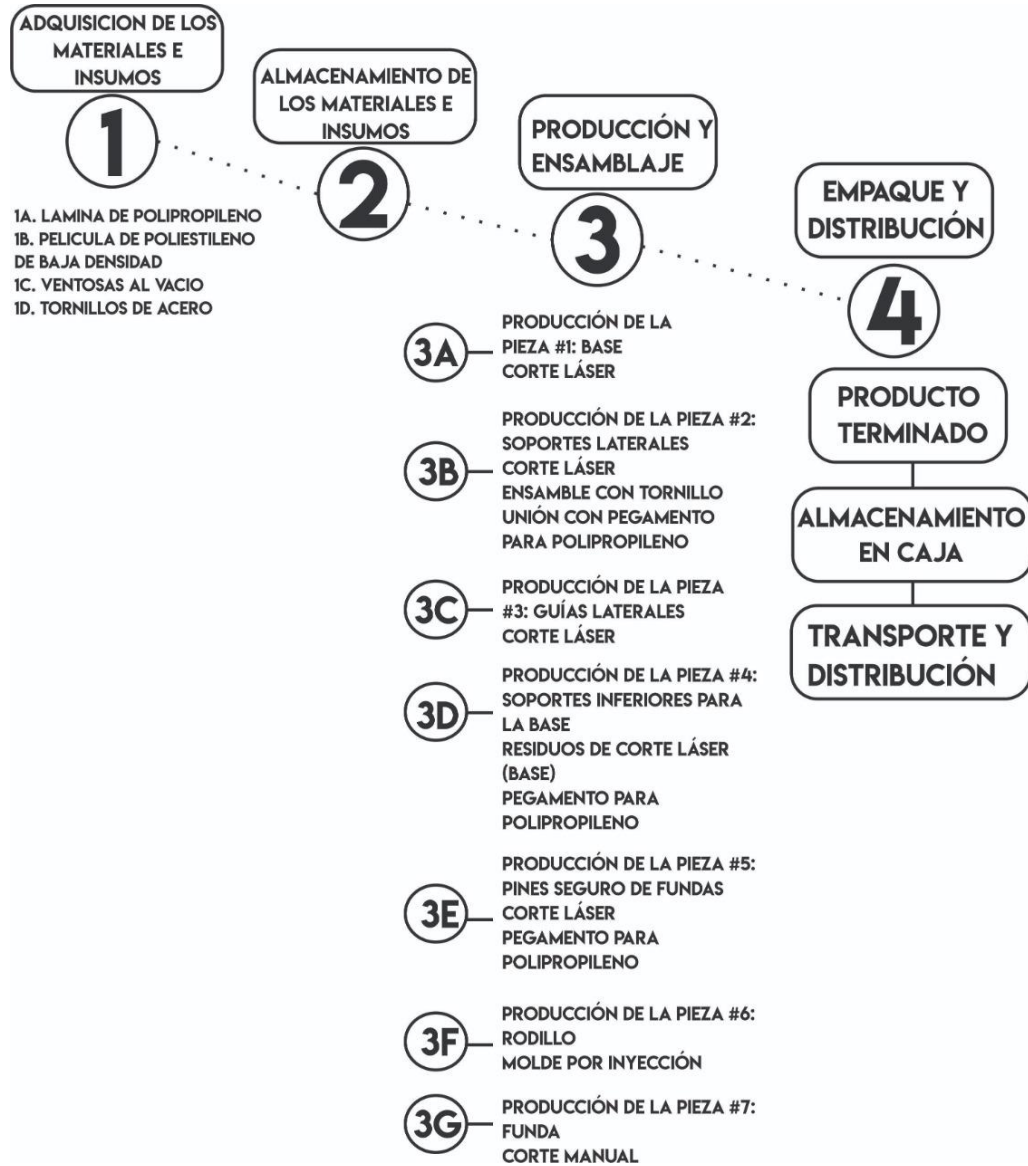 ADQUISICION DE LOS
MATERIALES E
INSUMOS
1
1A. LAMINA DE POLIPROPILENO
1B. PELICULA DE POLIESTILENO
DE BAJA DENSIDAD
1C. VENTOSAS AL VACIO
1D. TORNILLOS DE ACERO
ALMACENAMIENTO DE
LOS MATERIALES E
INSUMOS
2
PRODUCCIÓN Y
ENSAMBLAJE
3
3A
PRODUCCIÓN DE LA
PIEZA #1: BASE
CORTE LÁSER
3B
PRODUCCIÓN DE LA PIEZA #2:
SOPORTES LATERALES
CORTE LÁSER
ENSAMBLE CON TORNILLO
UNIÓN CON PEGAMENTO
PARA POLIPROPILENO
3C
PRODUCCIÓN DE LA PIEZA
#3: GUÍAS LATERALES
CORTE LÁSER
3D
PRODUCCIÓN DE LA PIEZA #4:
SOPORTES INFERIORES PARA
LA BASE
RESIDUOS DE CORTE LÁSER
(BASE)
PEGAMENTO PARA
POLIPROPILENO
3E
PRODUCCIÓN DE LA PIEZA #5:
PINES SEGURO DE FUNDAS
CORTE LÁSER
PEGAMENTO PARA
POLIPROPILENO
3F
PRODUCCIÓN DE LA PIEZA #6:
RODILLO
MOLDE POR INYECCIÓN
3G
PRODUCCIÓN DE LA PIEZA #7:
FUNDA
CORTE MANUAL
EMPAQUE Y
DISTRIBUCIÓN
4
PRODUCTO
TERMINADO
ALMACENAMIENTO
EN CAJA
TRANSPORTE Y
DISTRIBUCIÓN